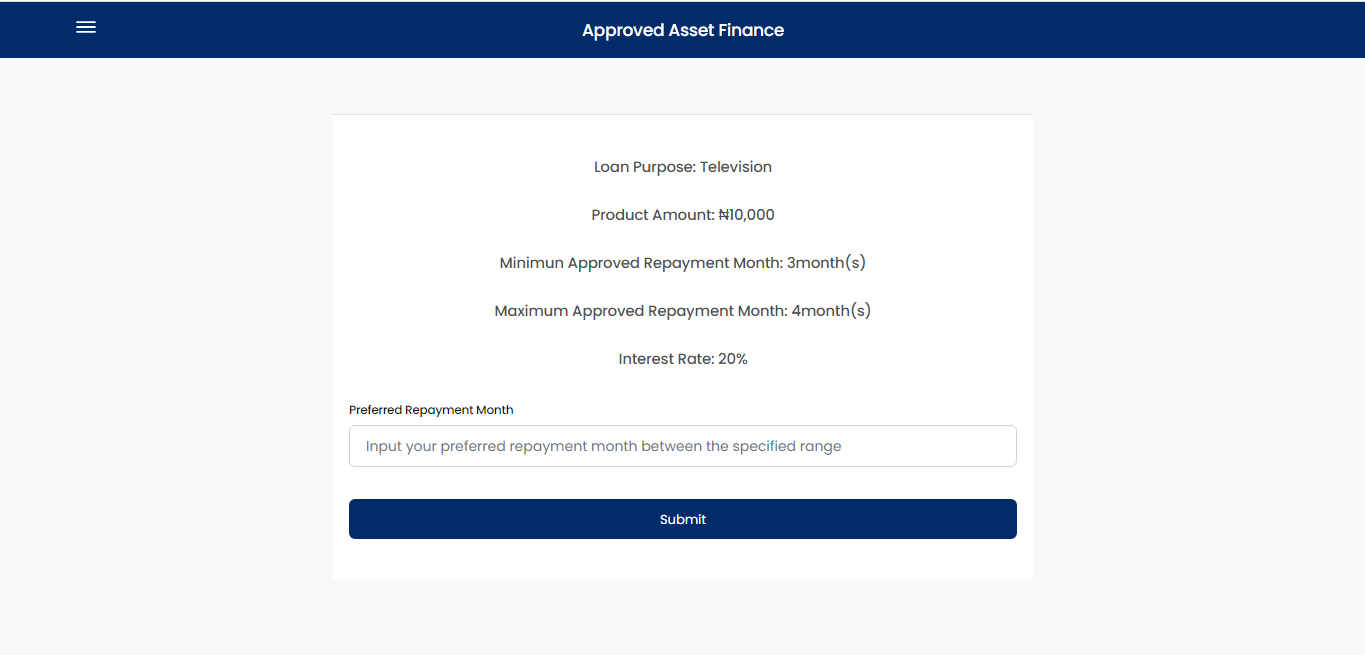 Approved Asset Finance
Loan Purpose: Television
Product Amount: ₦10,000
Minimun Approved Repayment Month: 3month(s)
Maximum Approved Repayment Month: 4month(s)
Interest Rate: 20%
Preferred Repayment Month
Input your preferred repayment month between the specified range
Submit